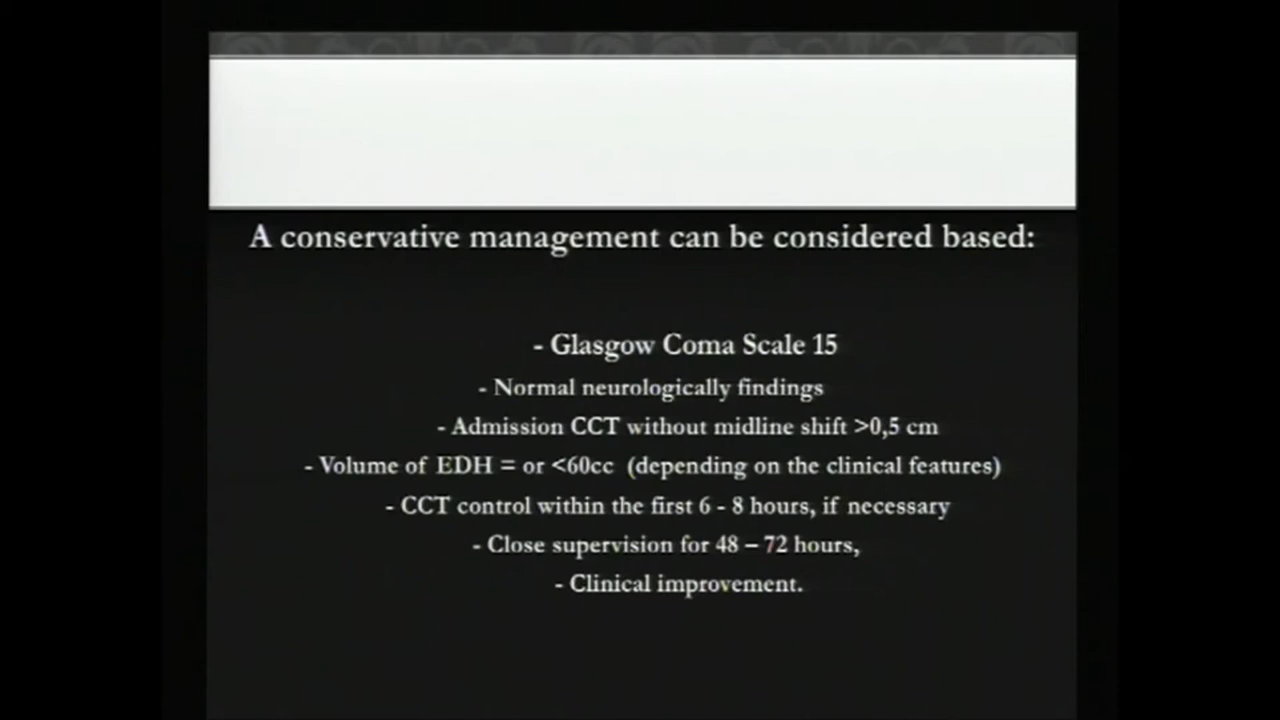 A conservative management can be considered based:
- Glasgow Coma Scale 15
- Normal neurologically findings
- Admission CCT without midline shift >0,5 cm
- Volume of EDH = or <60cc (depending on the clinical features)
- CCT control within the first 6 - 8 hours, if necessary
- Close supervision for 48 – 72 hours,
- Clinical improvement.